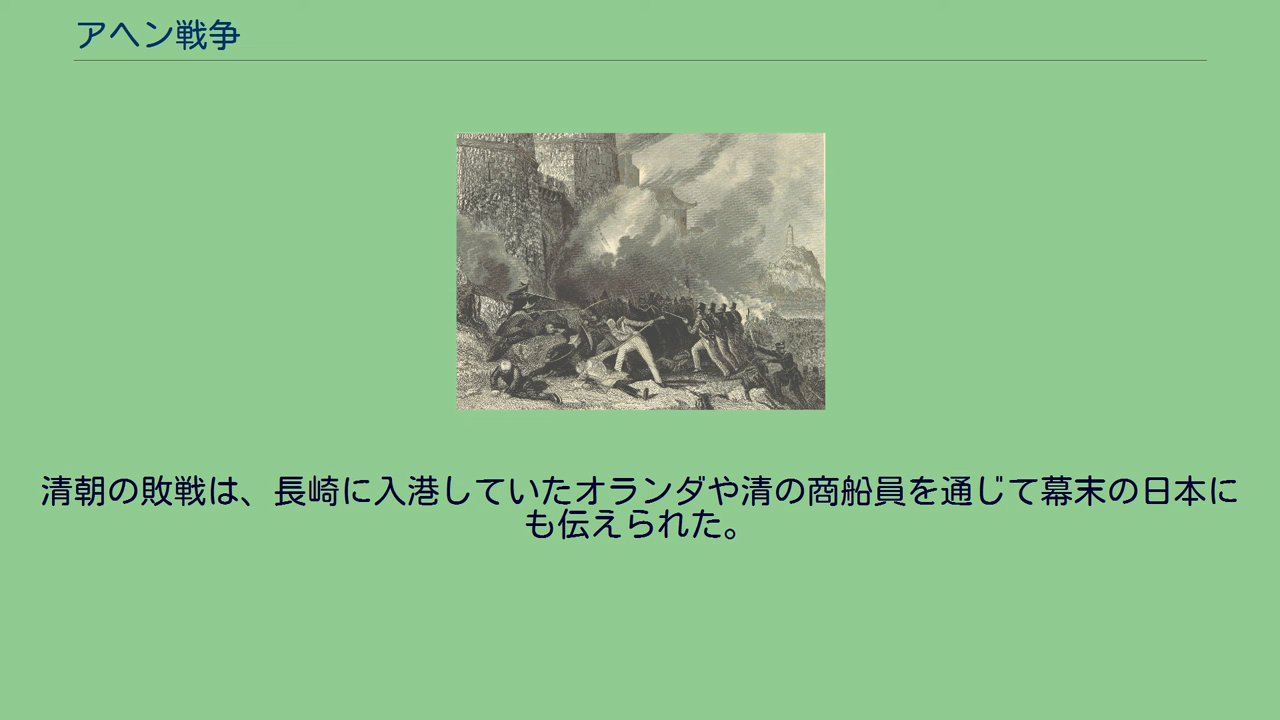 アヘン戦争
清朝の敗戦は、長崎に入港していたオランダや清の商船員を通じて幕末の日本に
も伝えられた。